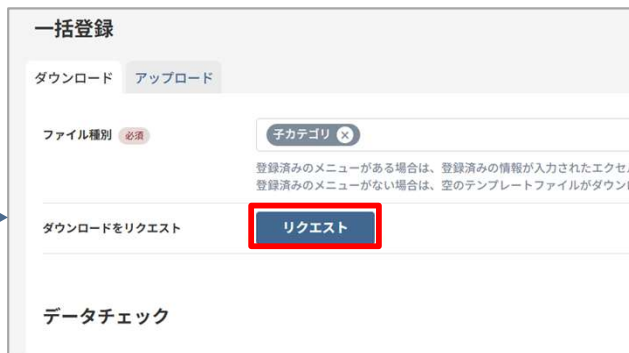 一括登録
ダウンロード アップロード
ファイル種別 必須
子カテゴリ
登録済みのメニューがある場合は、登録済みの情報が入力されたエクセ
登録済みのメニューがない場合は、空のテンプレートファイルがダウン
ダウンロードをリクエスト
リクエスト
データチェック